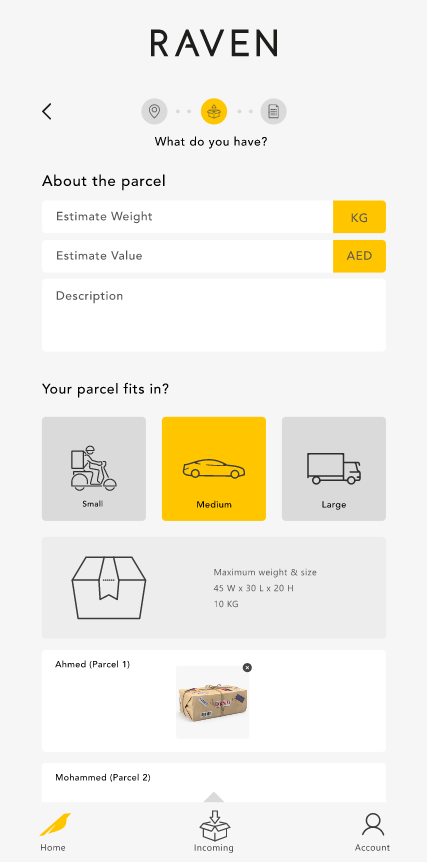 RAVEN
What do you have?
About the parcel
Estimate Weight
KG
Estimate Value
AED
Description
Your parcel fits in?
Small
Medium
Large
Maximum weight & size
45 W x 30 L x 20 H
10 KG
Ahmed (Parcel 1)
Mohammed (Parcel 2)
Home
Incoming
Account